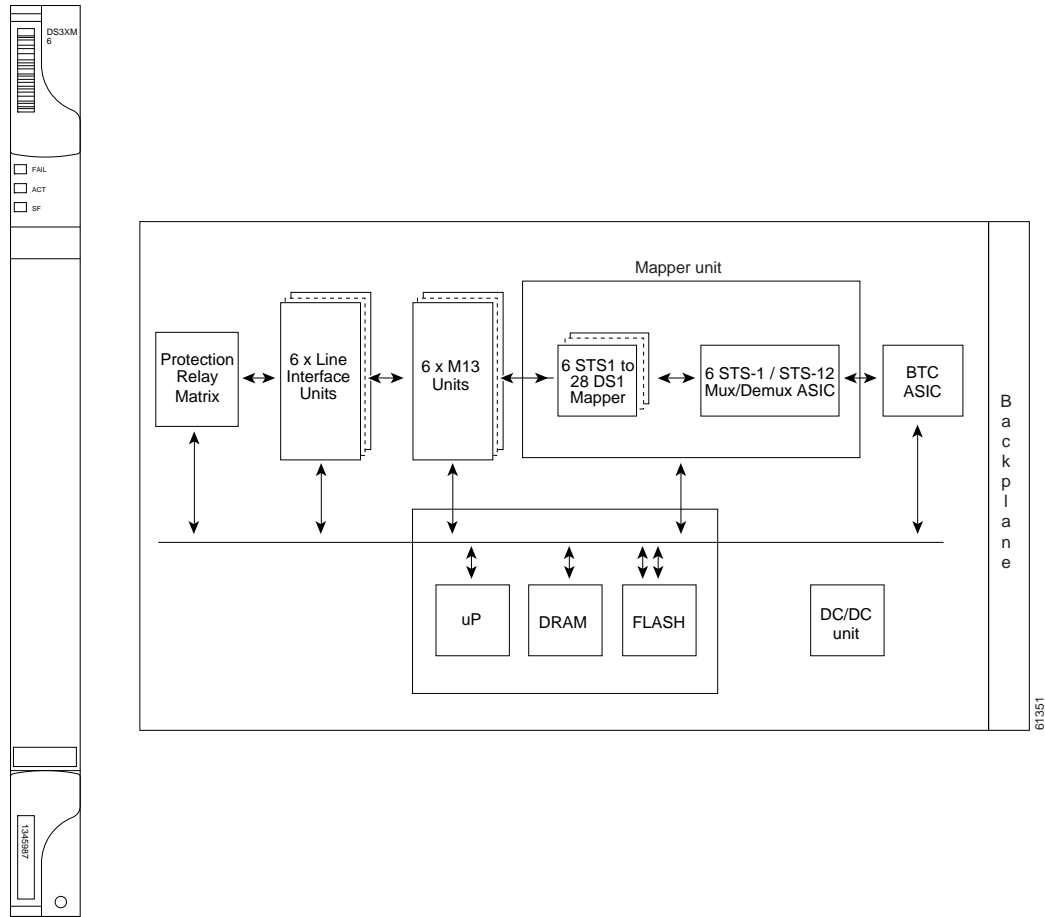 DS3XM
6
FAIL
ACT
SF
Mapper unit
Protection
Relay
Matrix
6 x Line
Interface
Units
6 x M13
Units
6 STS1 to
28 DS1
Mapper
6 STS-1 / STS-12
Mux/Demux ASIC
BTC
ASIC
Backplane
uP
DRAM
FLASH
DC/DC
unit
61351
1345987